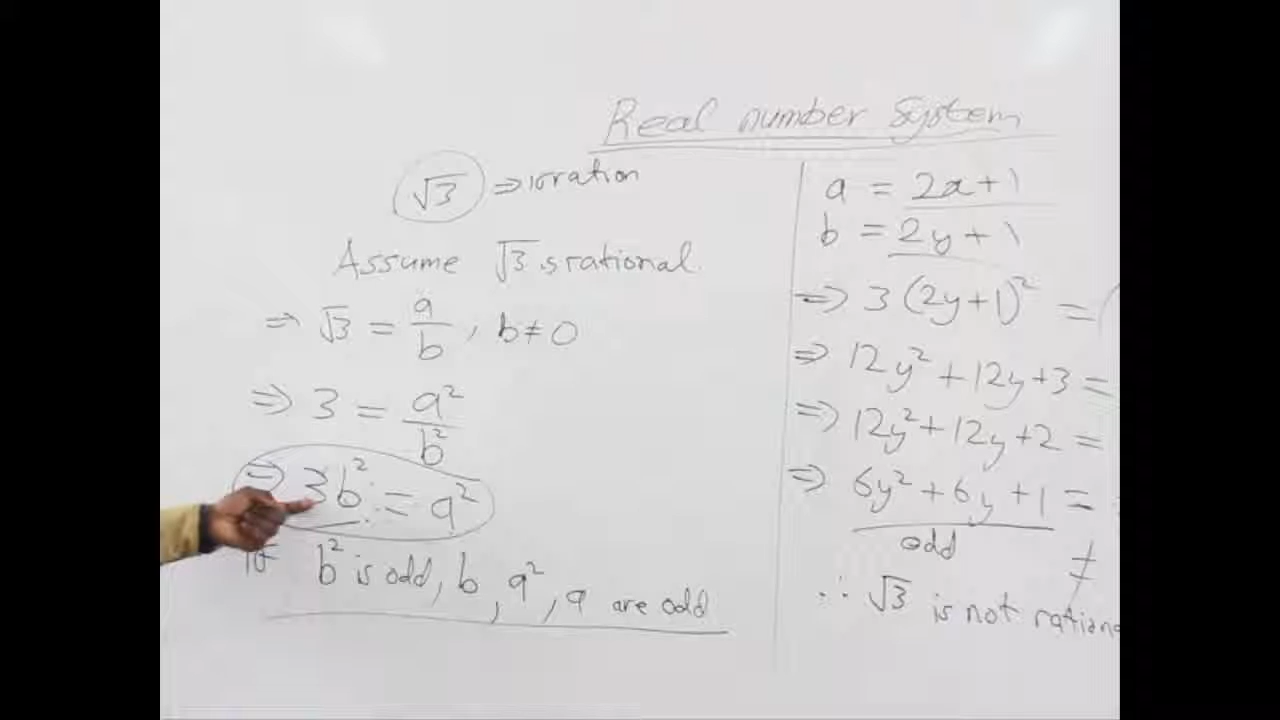 Real number System
√3 ⇒ irration
Assume √3 is rational.
⇒ √3 = a/b , b ≠ 0
⇒ 3 = a²/b²
⇒ 3b² = a²
If b² is odd, b, a², a are odd
a = 2x+1
b = 2y+1
⇒ 3(2y+1)² = (
⇒ 12y² + 12y + 3 =
⇒ 12y² + 12y + 2 =
⇒ 6y² + 6y + 1 =
odd ≠
∴ √3 is not rationa